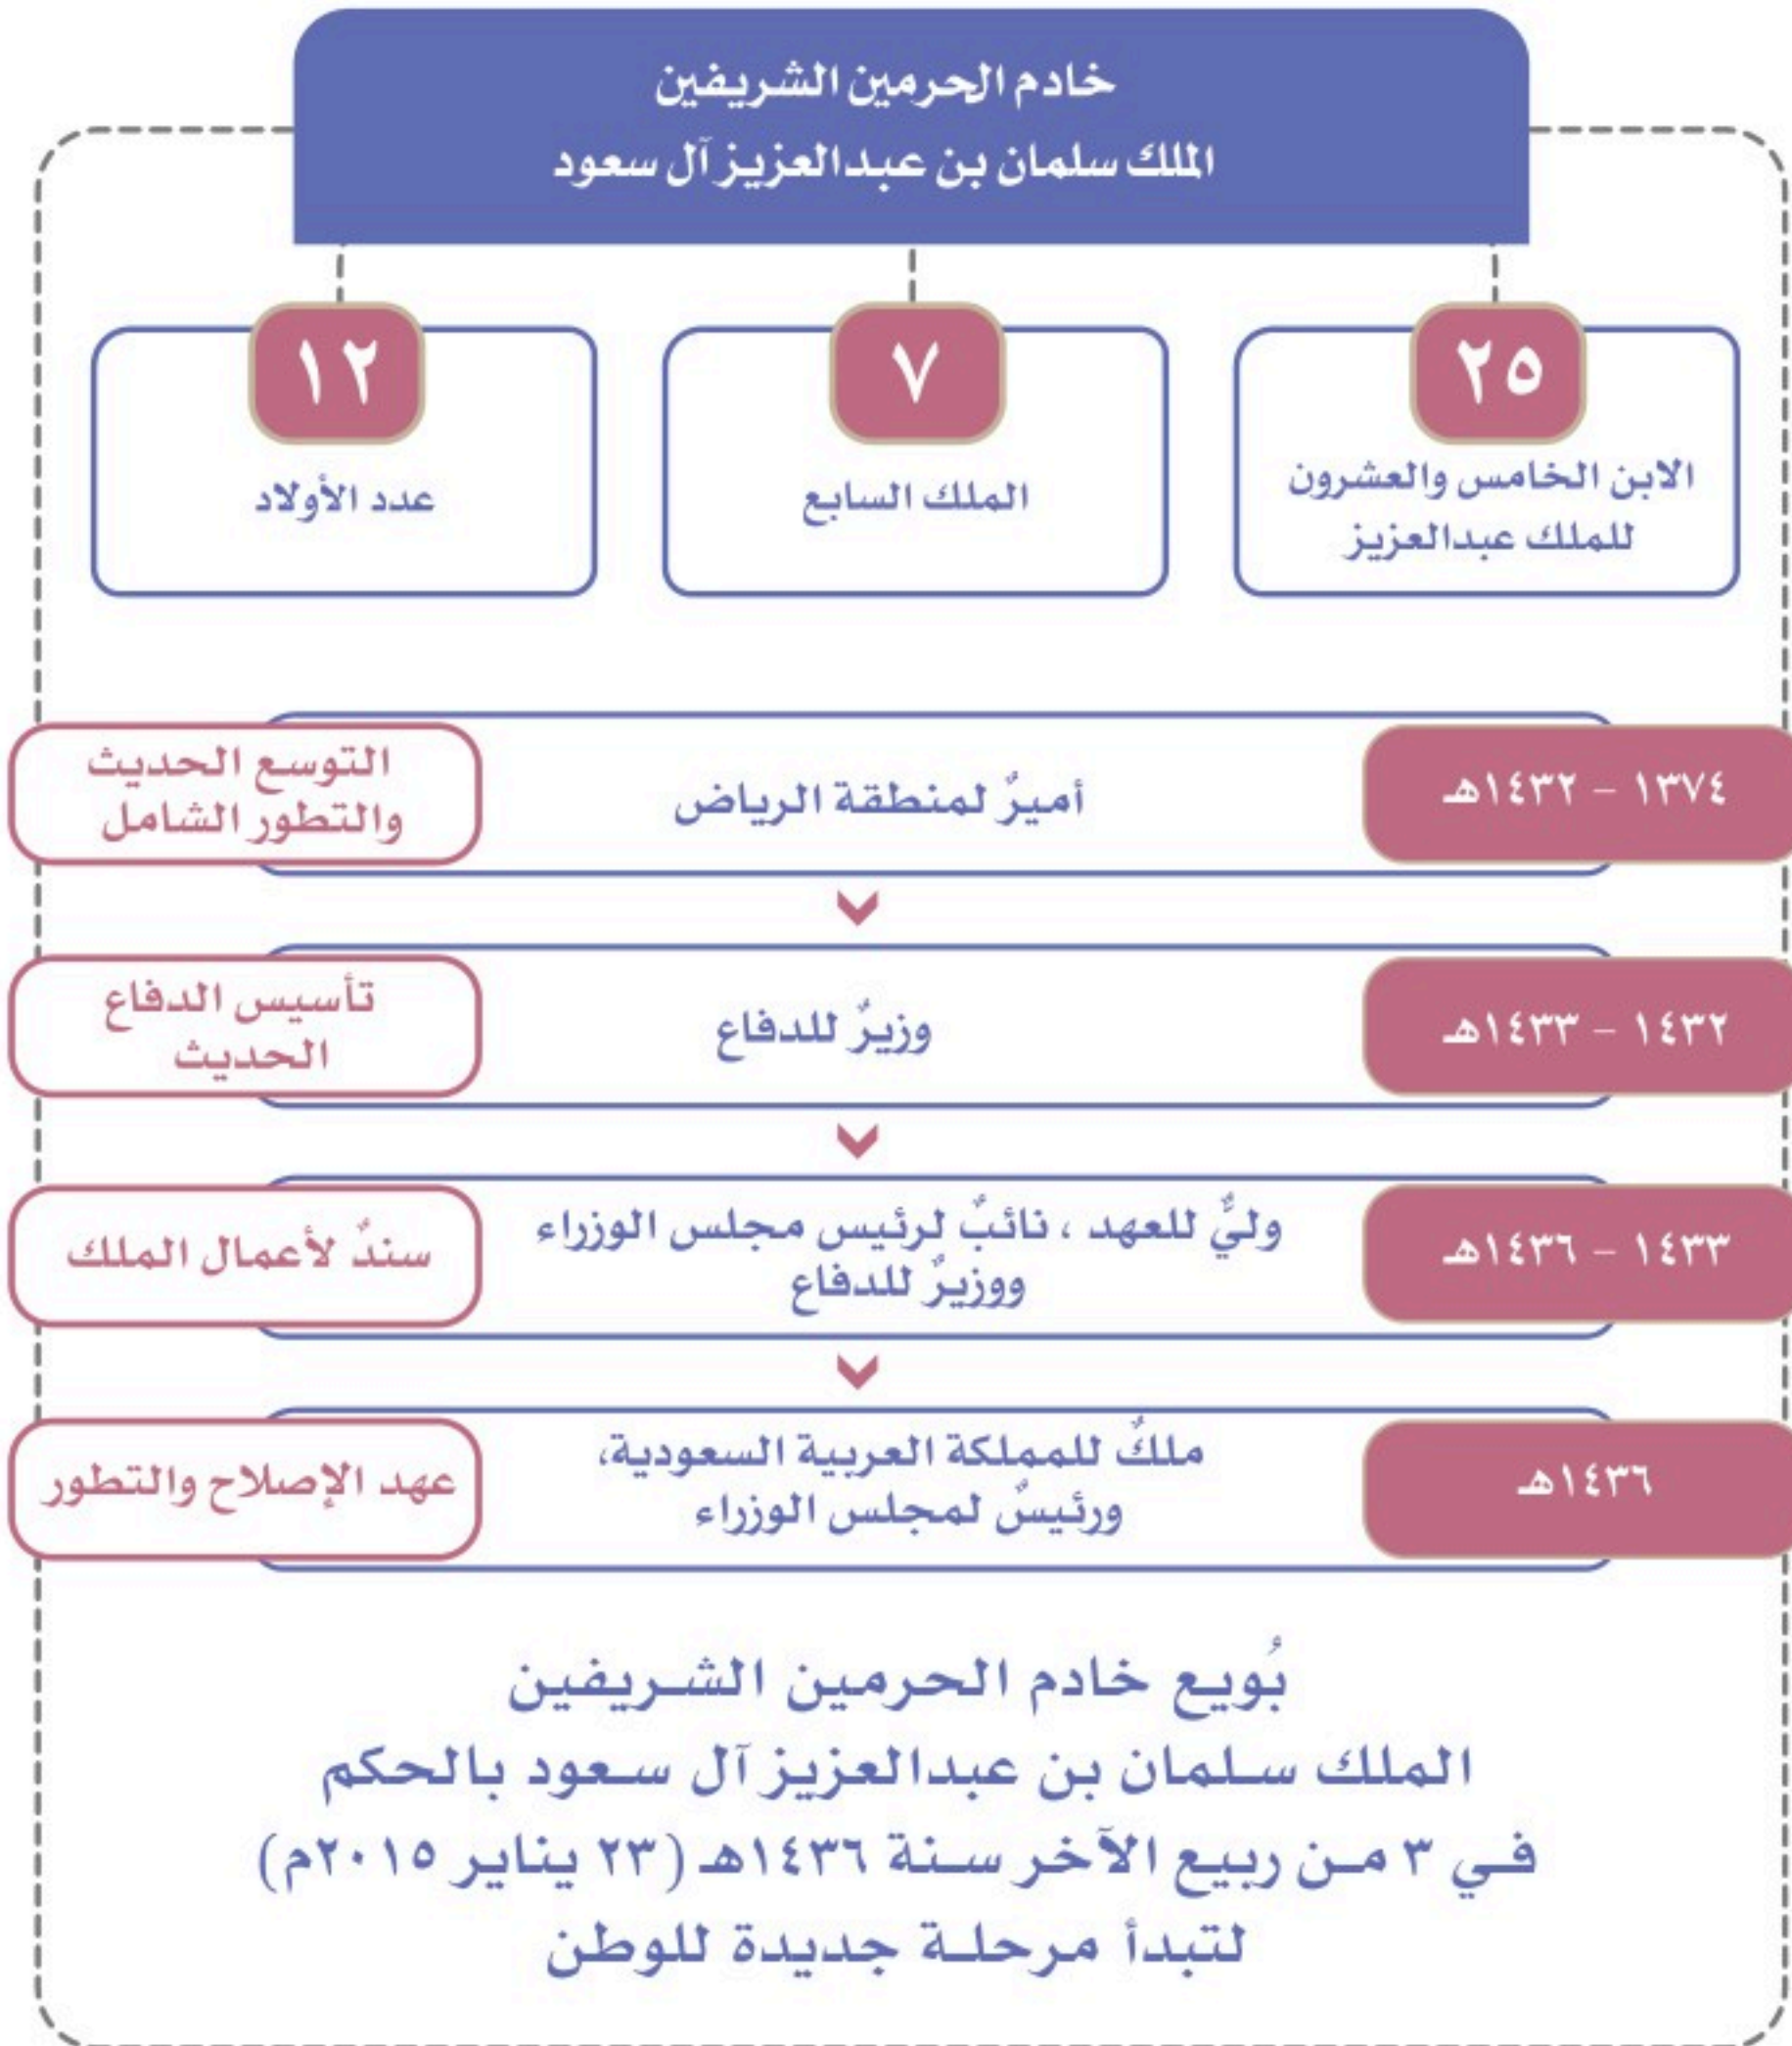 خادم الحرمين الشريفين
الملك سلمان بن عبدالعزيز آل سعود
٢٥
الابن الخامس والعشرون
للملك عبدالعزيز
٧
الملك السابع
١٢
عدد الأولاد
١٣٧٤ – ١٤٣٢هـ
أميرٌ لمنطقة الرياض
التوسع الحديث
والتطور الشامل
١٤٣٢ – ١٤٣٣هـ
وزيرٌ للدفاع
تأسيس الدفاع
الحديث
١٤٣٣ – ١٤٣٦هـ
وليٌّ للعهد ، نائبٌ لرئيس مجلس الوزراء
ووزيرٌ للدفاع
سندٌ لأعمال الملك
١٤٣٦هـ
ملكٌ للمملكة العربية السعودية،
ورئيسٌ لمجلس الوزراء
عهد الإصلاح والتطور
بُويع خادم الحرمين الشريفين
الملك سلمان بن عبدالعزيز آل سعود بالحكم
في ٣ من ربيع الآخر سنة ١٤٣٦هـ (٢٣ يناير ٢٠١٥م)
لتبدأ مرحلة جديدة للوطن